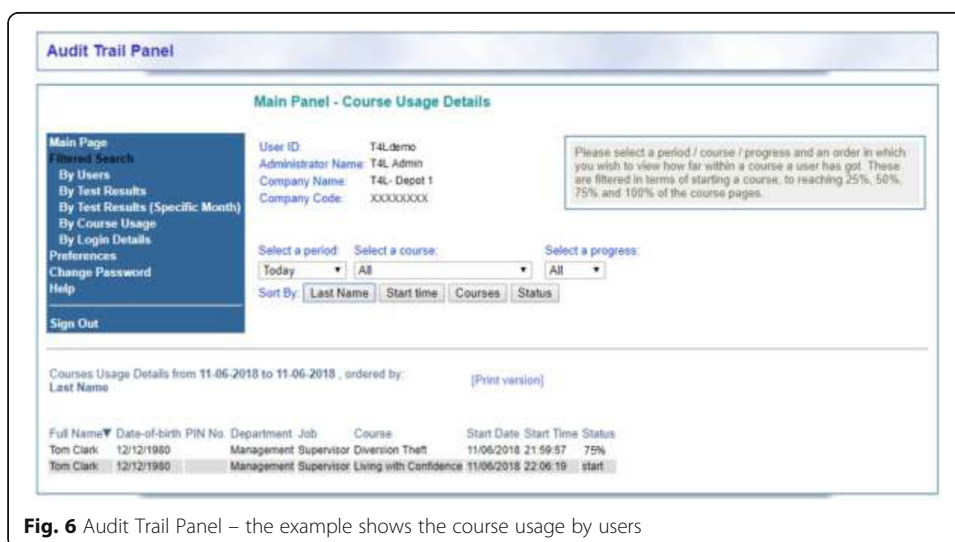 Audit Trail Panel
Main Panel - Course Usage Details
Main Page
Filtered Search
By Users
By Test Results
By Test Results (Specific Month)
By Course Usage
By Login Details
Preferences
Change Password
Help
Sign Out
User ID: T4Ldemo
Administrator Name: T4L Admin
Company Name: T4L- Depot 1
Company Code: XXXXXXXX
Please select a period / course / progress and an order in which
you wish to view how far within a course a user has got. These
are filtered in terms of starting a course, to reaching 25%, 50%,
75% and 100% of the course pages.
Select a period: Select a course: Select a progress:
Today All All
Sort By: Last Name Start time Courses Status
Courses Usage Details from 11-06-2018 to 11-06-2018 , ordered by:
Last Name
[Print version]
Full Name▼ Date-of-birth PIN No. Department Job Course Start Date Start Time Status
Tom Clark 12/12/1980 Management Supervisor Diversion Theft 11/06/2018 21:59:57 75%
Tom Clark 12/12/1980 Management Supervisor Living with Confidence 11/06/2018 22:06:19 start
Fig. 6 Audit Trail Panel – the example shows the course usage by users